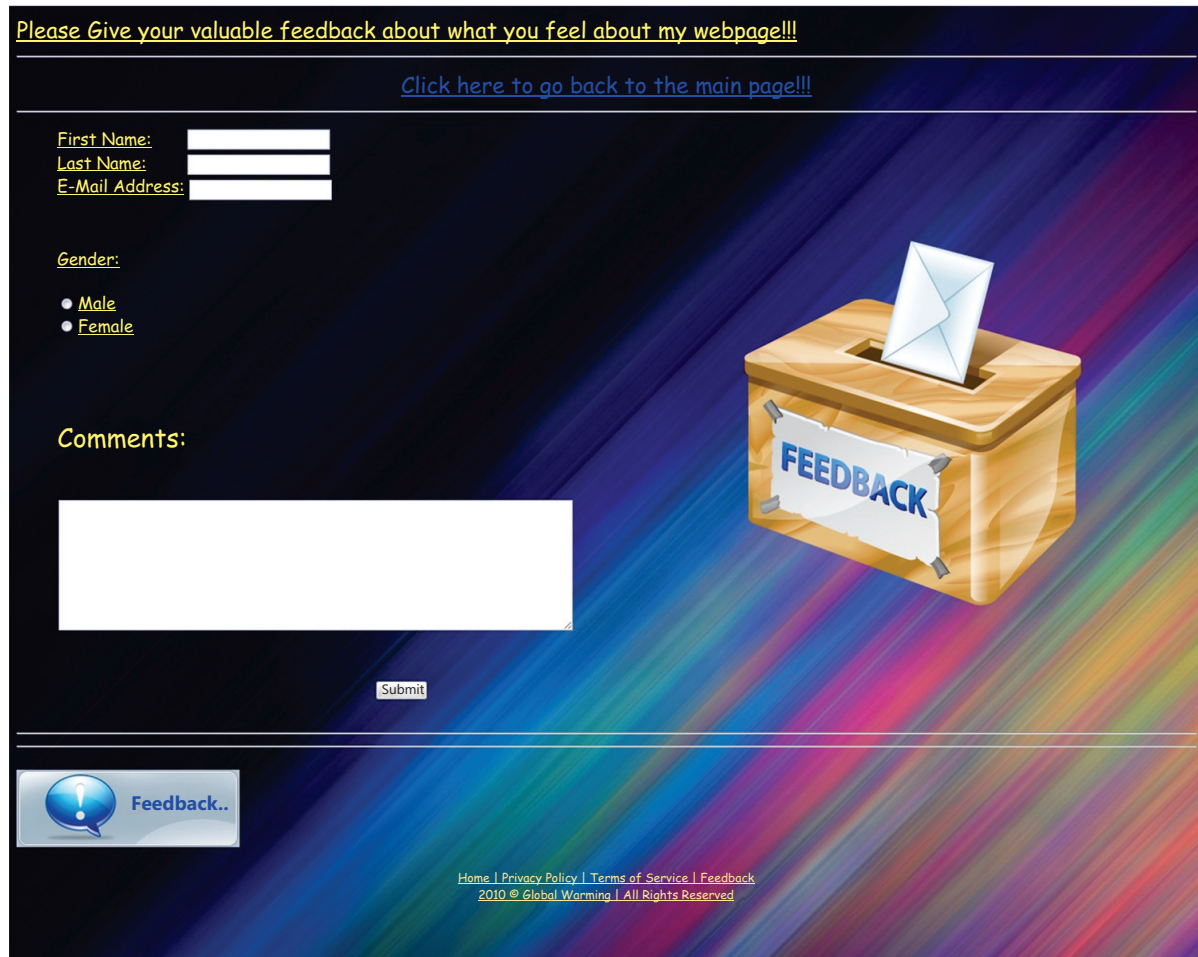 Please Give your valuable feedback about what you feel about my webpage!!!
Click here to go back to the main page!!!
First Name:
Last Name:
E-Mail Address:
Gender:
Male
Female
FEEDBACK
Comments:
Submit
Feedback..
Home | Privacy Policy | Terms of Service | Feedback
2010 © Global Warming | All Rights Reserved